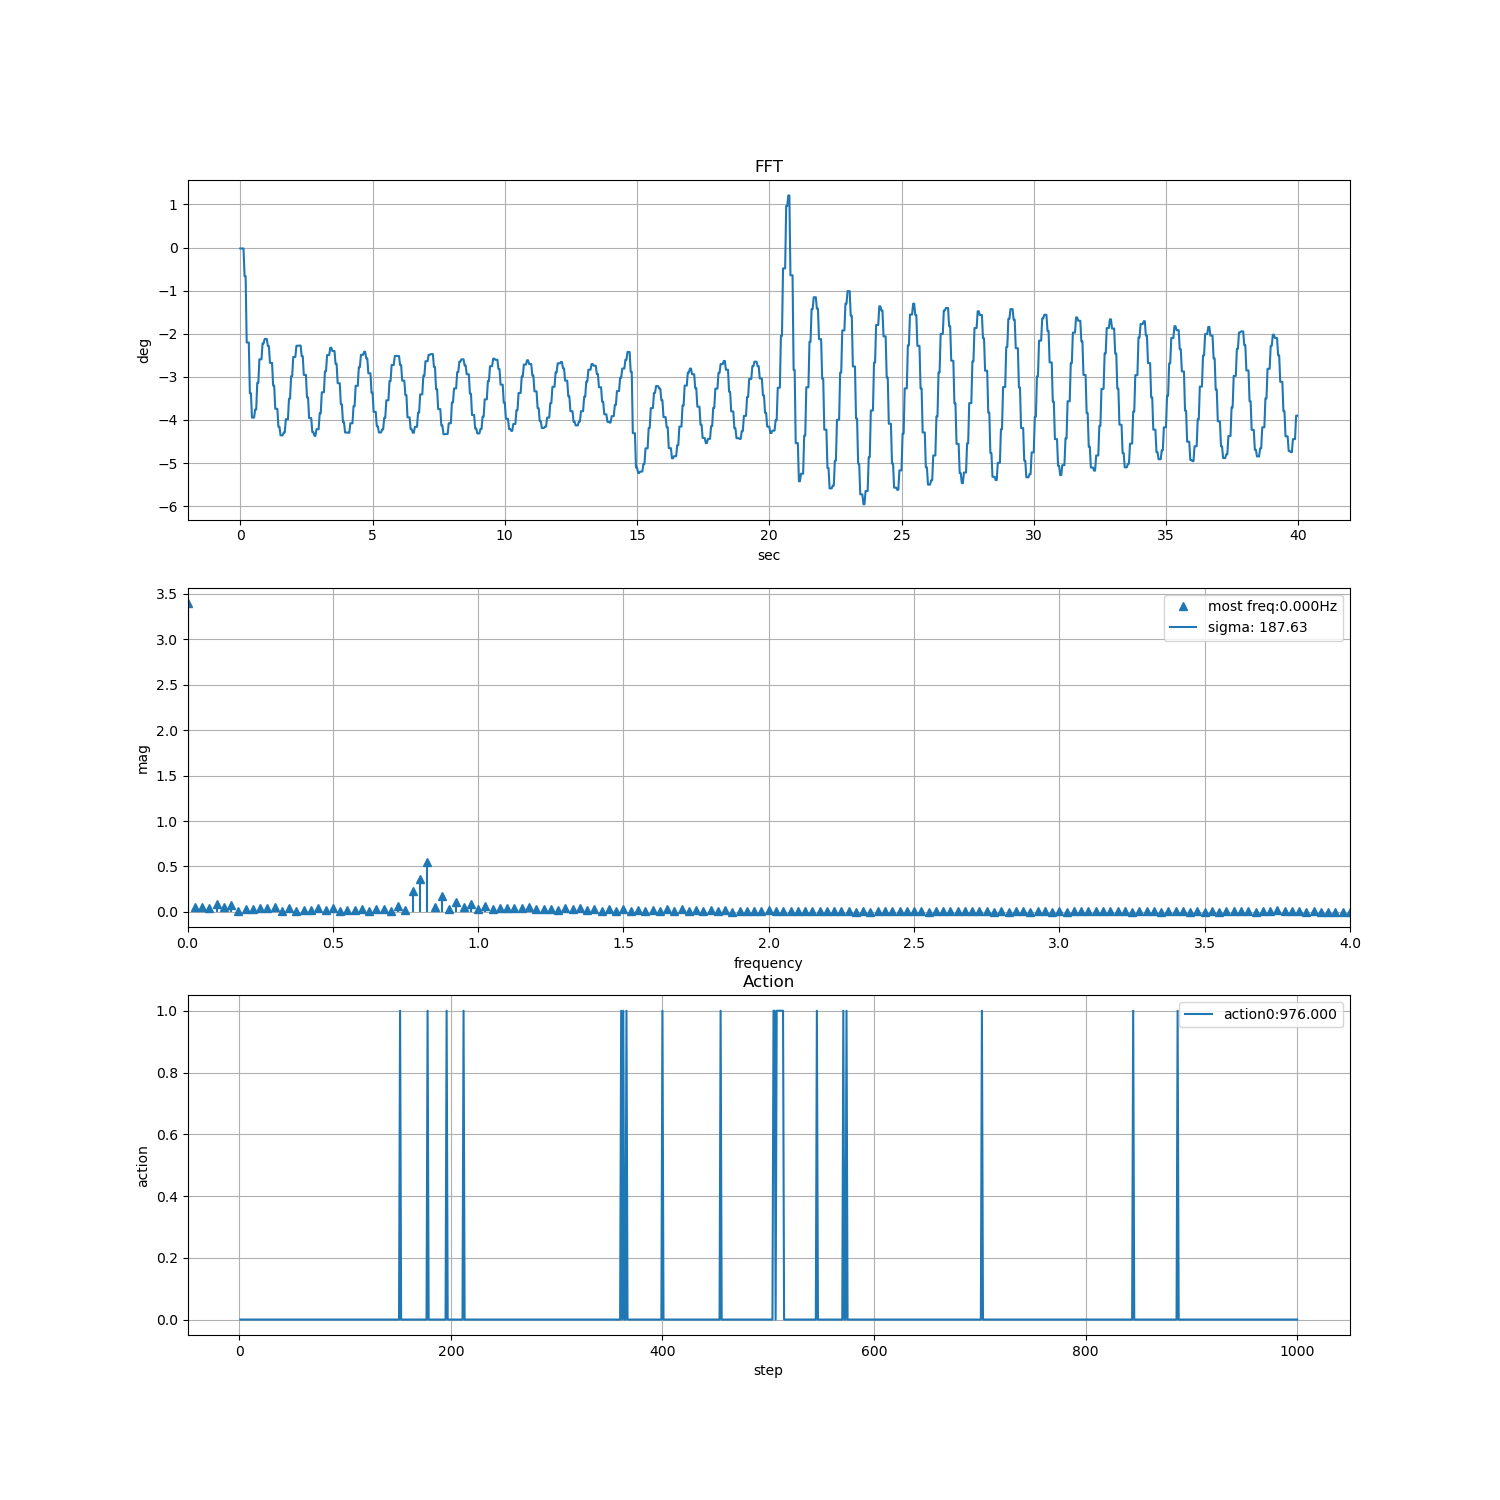 FFT
1
0
−1
−2
−3
−4
−5
−6
deg
0 5 10 15 20 25 30 35 40
sec
3.5
3.0
2.5
2.0
1.5
1.0
0.5
0.0
mag
most freq:0.000Hz
sigma: 187.63
0.0 0.5 1.0 1.5 2.0 2.5 3.0 3.5 4.0
frequency
Action
1.0
0.8
0.6
0.4
0.2
0.0
action
action0:976.000
0 200 400 600 800 1000
step